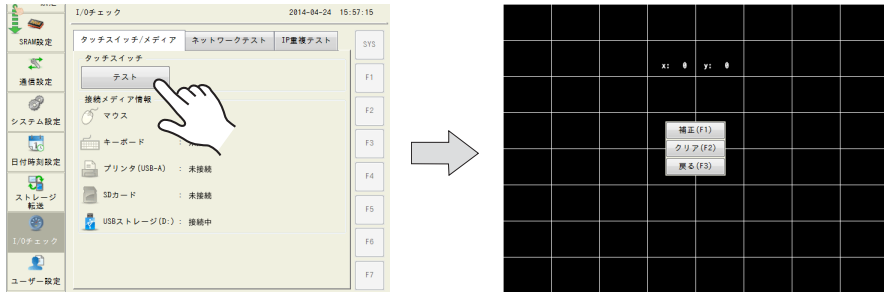 設定
I/Oチェック
2014-04-24 15:57:15
SRAM設定
通信設定
システム設定
日付時刻設定
ストレージ
転送
I/Oチェック
ユーザー設定
タッチスイッチ/メディア
ネットワークテスト
IP重複テスト
タッチスイッチ
テスト
接続メディア情報
マウス
キーボード :
プリンタ(USB-A) : 未接続
SDカード : 未接続
USBストレージ(D:) : 接続中
SYS
F1
F2
F3
F4
F5
F6
F7
x: 0 y: 0
補正(F1)
クリア(F2)
戻る(F3)